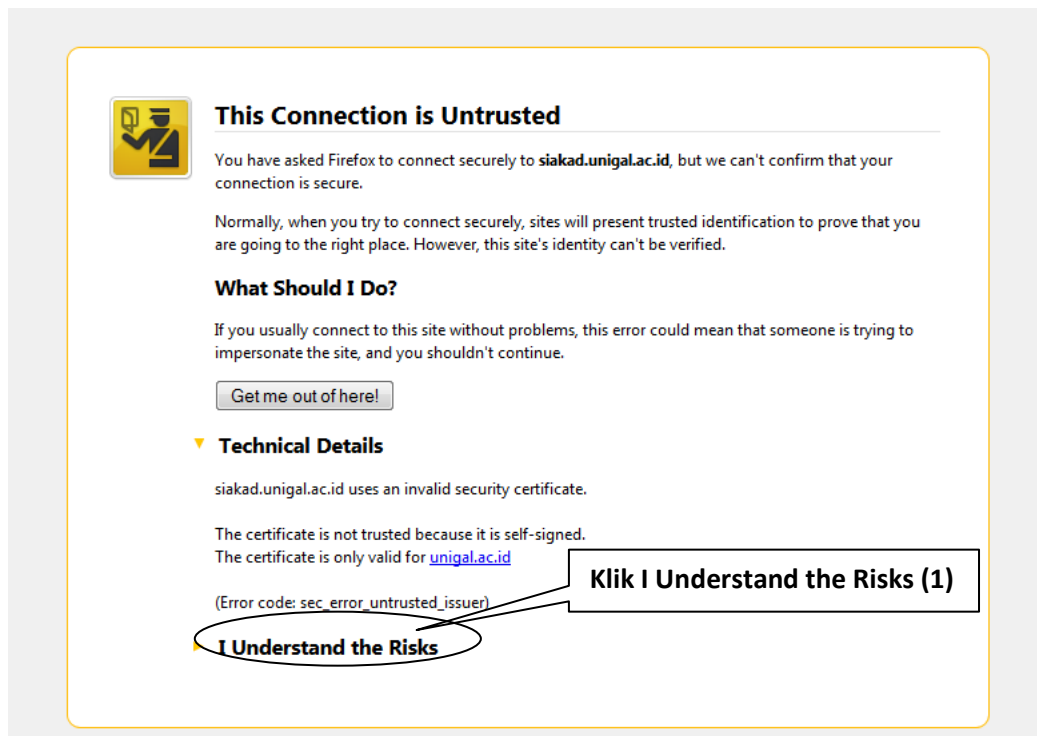 This Connection is Untrusted
You have asked Firefox to connect securely to siakad.unigal.ac.id, but we can't confirm that your
connection is secure.
Normally, when you try to connect securely, sites will present trusted identification to prove that you
are going to the right place. However, this site's identity can't be verified.
What Should I Do?
If you usually connect to this site without problems, this error could mean that someone is trying to
impersonate the site, and you shouldn't continue.
Get me out of here!
Technical Details
siakad.unigal.ac.id uses an invalid security certificate.
The certificate is not trusted because it is self-signed.
The certificate is only valid for unigal.ac.id
Klik I Understand the Risks (1)
(Error code: sec_error_untrusted_issuer)
I Understand the Risks